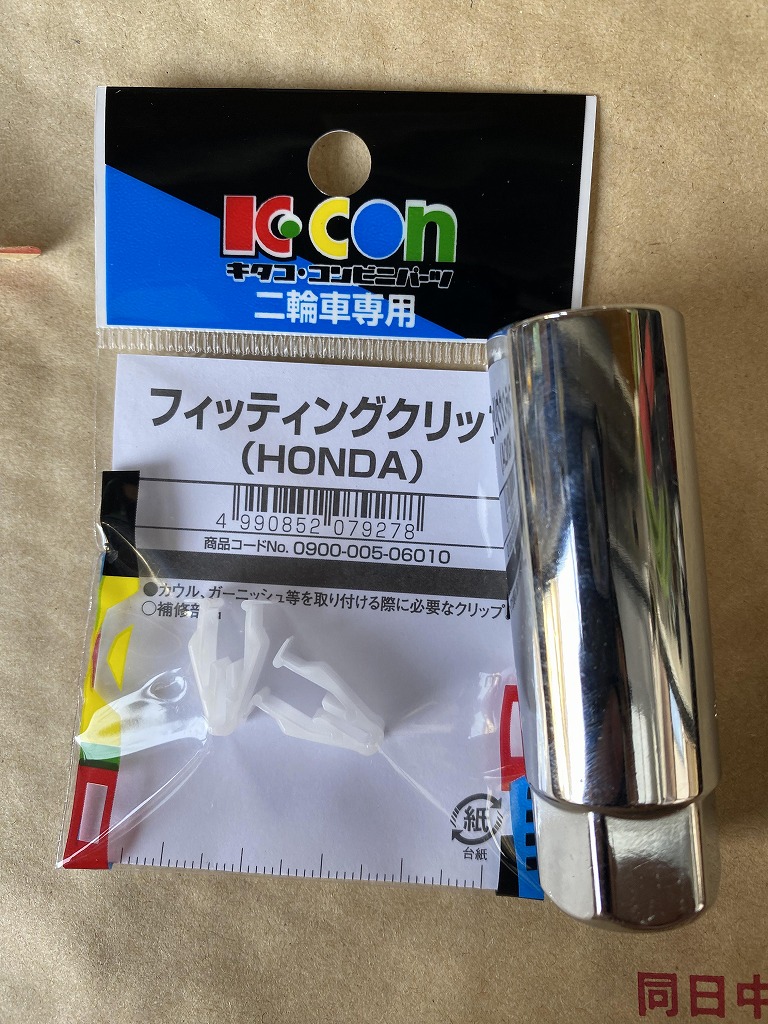 K・CON
キタコ・コンビニパーツ
二輪車専用
フィッティングクリッ
(HONDA)
4 990852 079278
商品コードNo. 0900-005-06010
●カウル、ガーニッシュ等を取り付ける際に必要なクリップ
○補修部品
紙
台紙
同日中